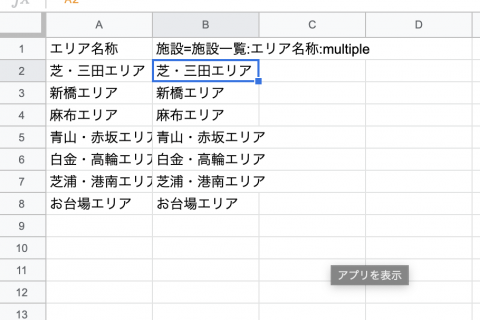 A B C D
1 エリア名称 施設=施設一覧:エリア名称:multiple
2 芝・三田エリア 芝・三田エリア
3 新橋エリア 新橋エリア
4 麻布エリア 麻布エリア
5 青山・赤坂エリア 青山・赤坂エリア
6 白金・高輪エリア 白金・高輪エリア
7 芝浦・港南エリア 芝浦・港南エリア
8 お台場エリア お台場エリア
9
10
11
アプリを表示
12
13